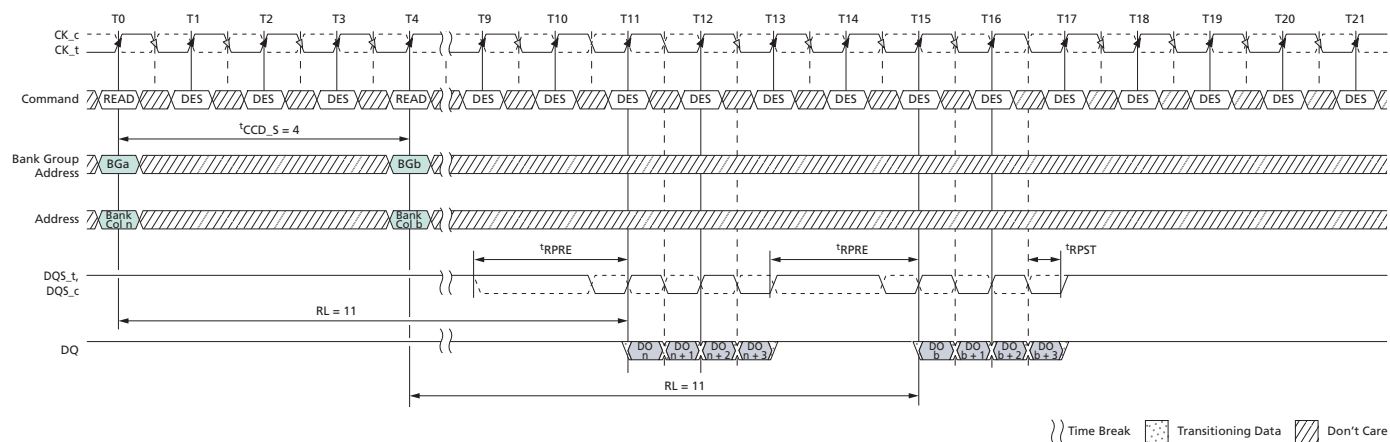 T0 T1 T2 T3 T4 T9 T10 T11 T12 T13 T14 T15 T16 T17 T18 T19 T20 T21
CK_c
CK_t
Command READ DES DES DES READ DES DES DES DES DES DES DES DES DES DES DES DES DES
tCCD_S = 4
Bank Group
Address
BGa BGb
Address
Bank
Col n
Bank
Col b
tRPRE tRPRE tRPST
DQS_t,
DQS_c
RL = 11
DQ
DO
n
DO
n + 1
DO
n + 2
DO
n + 3
DO
b
DO
b + 1
DO
b + 2
DO
b + 3
RL = 11
Time Break Transitioning Data Don't Care